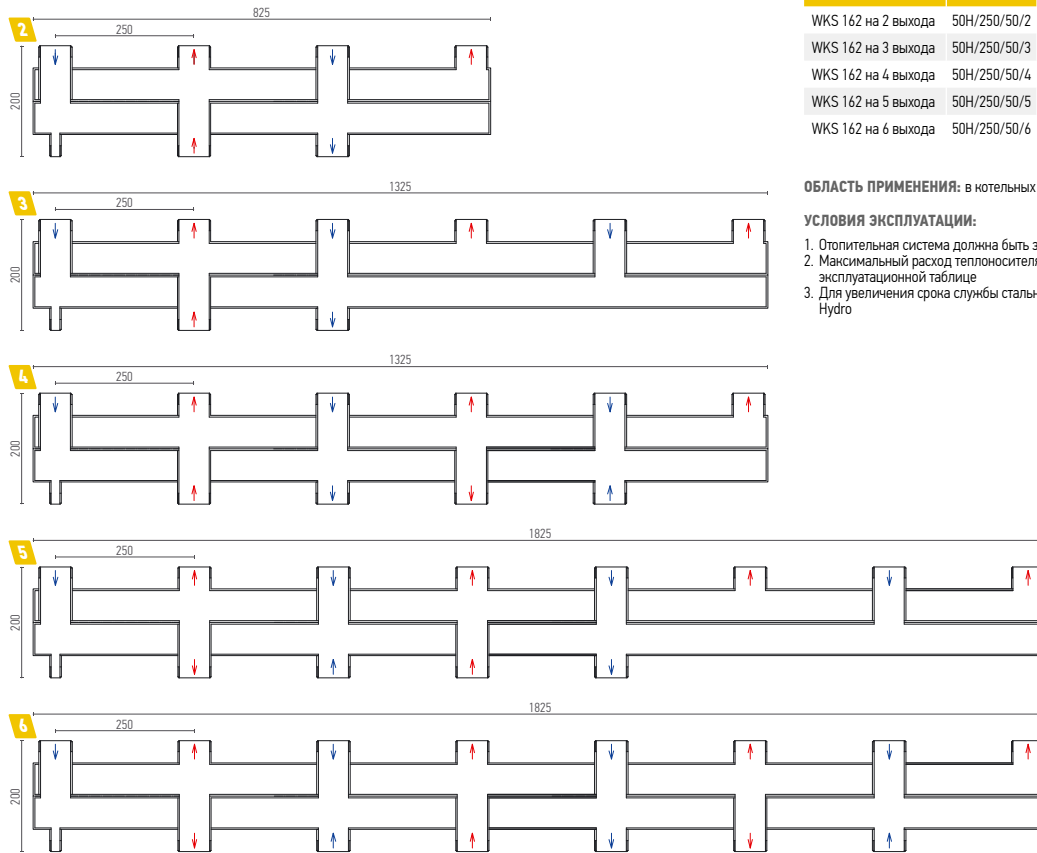 825
2
250
200
1325
3
250
200
1325
4
250
200
1825
5
250
200
1825
6
250
200
WKS 162 на 2 выхода 50H/250/50/2
WKS 162 на 3 выхода 50H/250/50/3
WKS 162 на 4 выхода 50H/250/50/4
WKS 162 на 5 выхода 50H/250/50/5
WKS 162 на 6 выхода 50H/250/50/6
ОБЛАСТЬ ПРИМЕНЕНИЯ: в котельных
УСЛОВИЯ ЭКСПЛУАТАЦИИ:
1. Отопительная система должна быть з
2. Максимальный расход теплоносителя
эксплуатационной таблице
3. Для увеличения срока службы стальн
Hydro